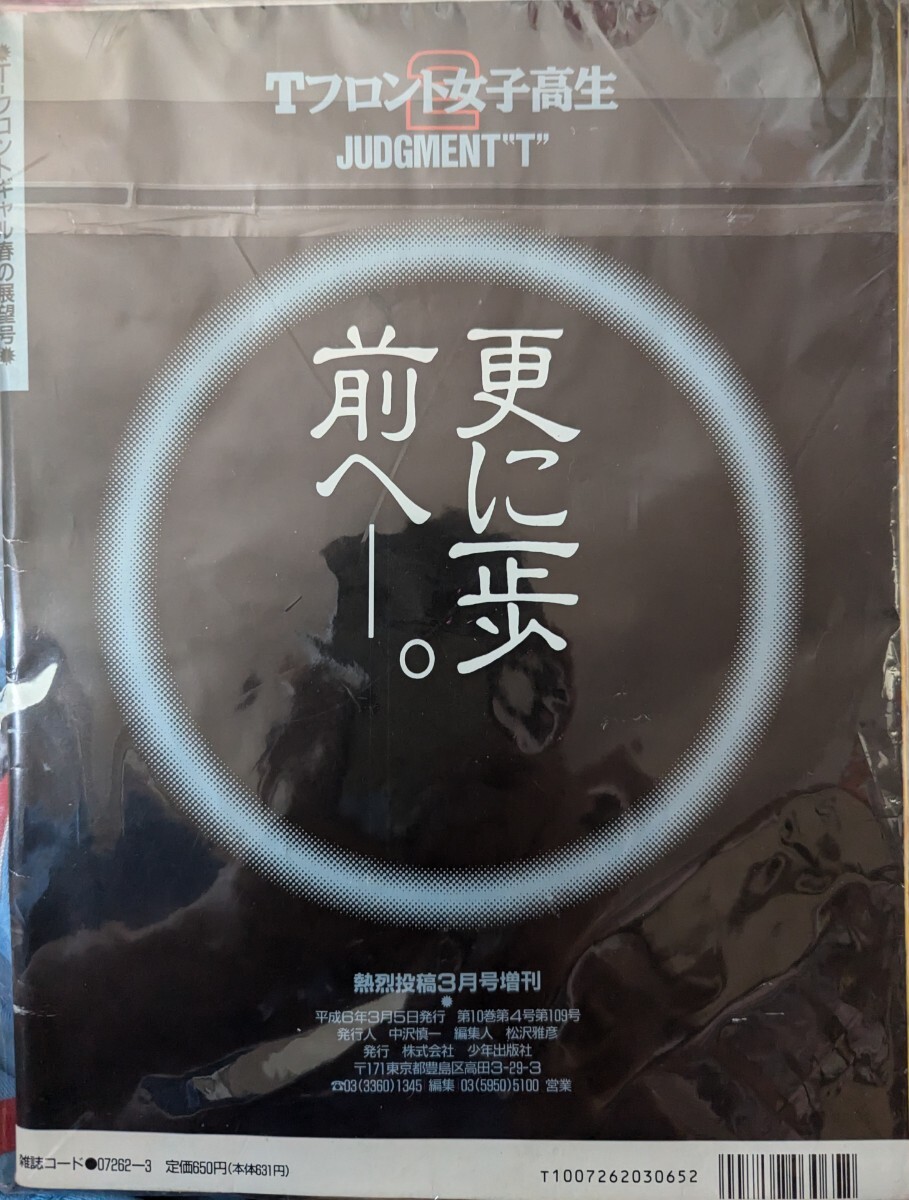 Tフロント女子高生
2
JUDGMENT"T"
✹T-フロントギャル春の展望号✹
更に一歩
前へ―。
熱烈投稿3月号増刊
平成6年3月5日発行 第10巻第4号第109号
発行人 中沢慎一 編集人 松沢雅彦
発行 株式会社 少年出版社
〒171東京都豊島区高田3-29-3
☎03(3360)1345 編集 03(5950)5100 営業
雑誌コード●07262-3 定価650円(本体631円)
T1007262030652